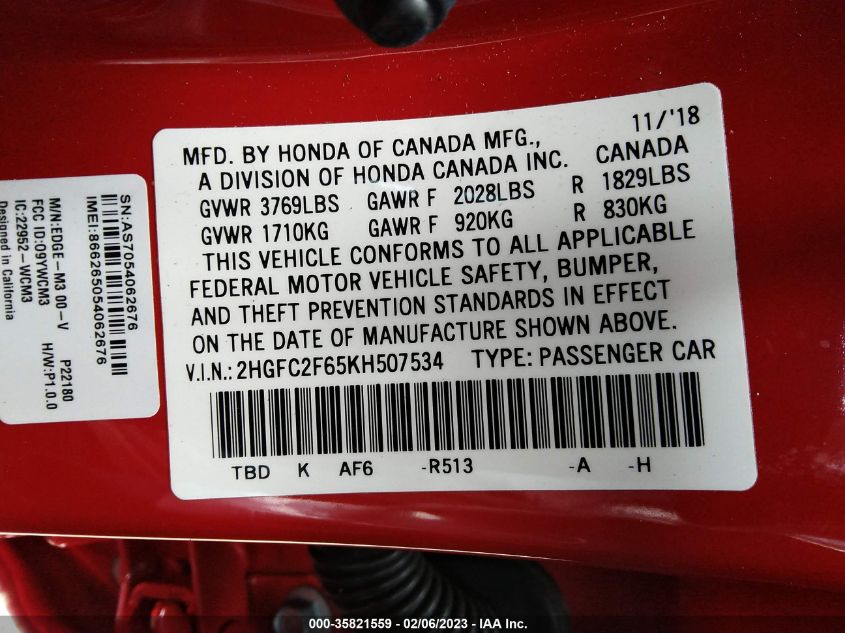 11/'18
MFD. BY HONDA OF CANADA MFG.,
A DIVISION OF HONDA CANADA INC. CANADA
GVWR 3769LBS GAWR F 2028LBS R 1829LBS
GVWR 1710KG GAWR F 920KG R 830KG
THIS VEHICLE CONFORMS TO ALL APPLICABLE
FEDERAL MOTOR VEHICLE SAFETY, BUMPER,
AND THEFT PREVENTION STANDARDS IN EFFECT
ON THE DATE OF MANUFACTURE SHOWN ABOVE.
V.I.N.: 2HGFC2F65KH507534 TYPE: PASSENGER CAR
TBD K AF6 -R513 -A -H
SN:AS7054062676
IMEI:866265054062676
M/N:EDGE-M3 00-V P22180
FCC ID:09YWCM3 H/W:P1.0.0
IC:22952-WCM3
Designed in California
000-35821559 - 02/06/2023 - IAA Inc.